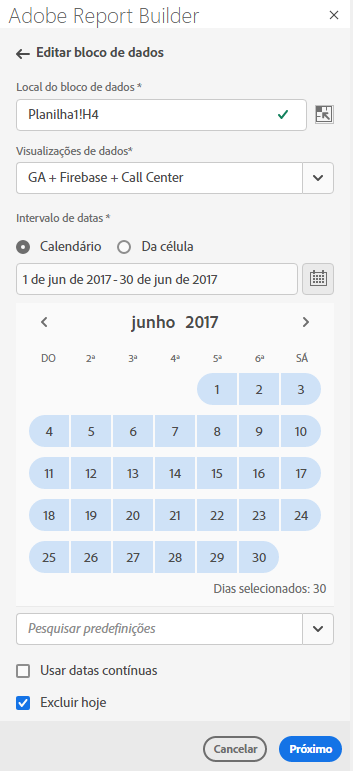 Adobe Report Builder
Editar bloco de dados
Local do bloco de dados *
Planilha1!H4
Visualizações de dados*
GA + Firebase + Call Center
Intervalo de datas *
Calendário Da célula
1 de jun de 2017 - 30 de jun de 2017
junho 2017
DO 2ª 3ª 4ª 5ª 6ª SÁ
1 2 3
4 5 6 7 8 9 10
11 12 13 14 15 16 17
18 19 20 21 22 23 24
25 26 27 28 29 30
Dias selecionados: 30
Pesquisar predefinições
Usar datas contínuas
Excluir hoje
Cancelar Próximo